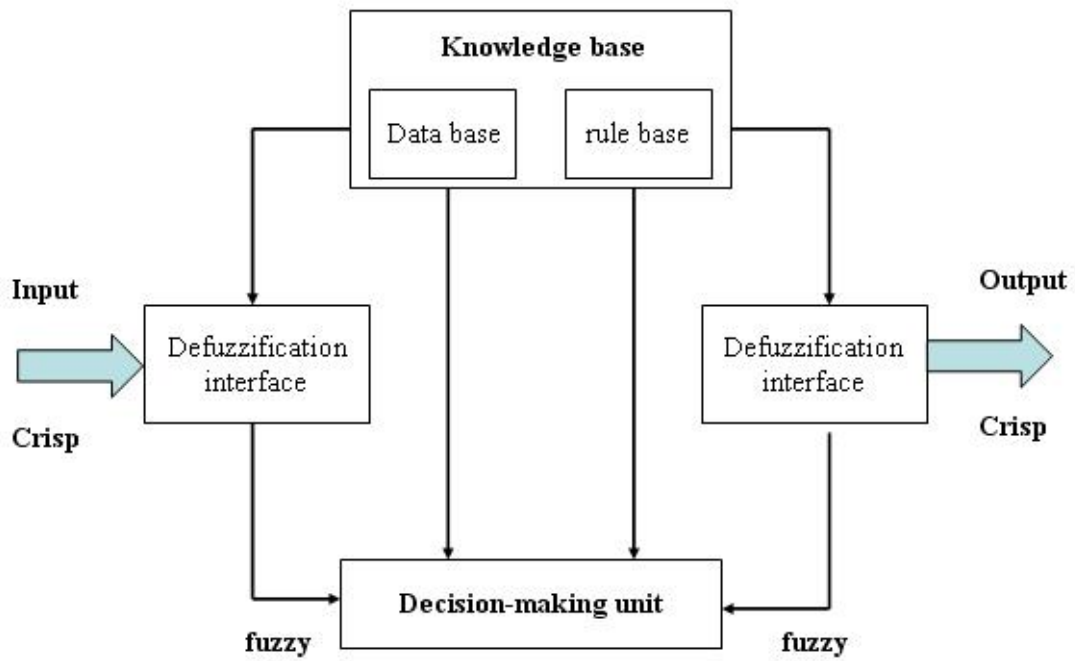 Knowledge base
Data base
rule base
Input
Output
Defuzzification
interface
Defuzzification
interface
Crisp
Crisp
Decision-making unit
fuzzy
fuzzy